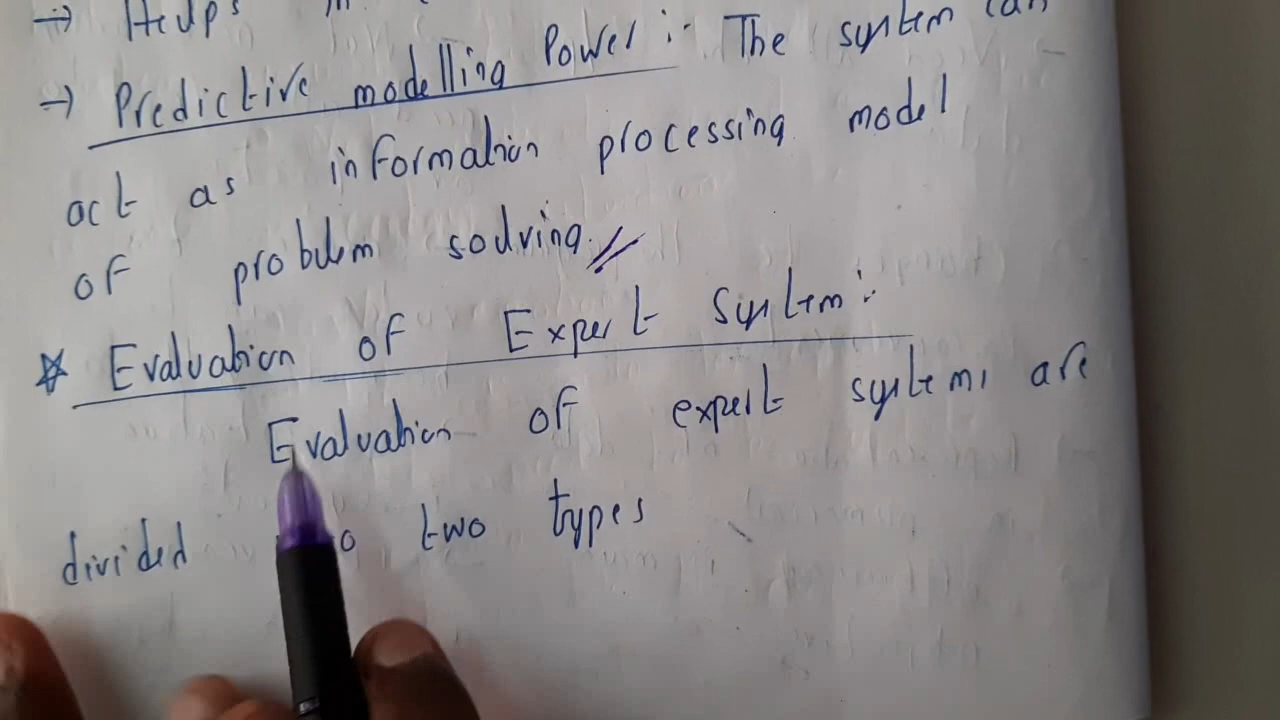 → Helps
→ Predictive modelling Power :- The system can
act as information processing model
of problem solving.
☆ Evaluation of Expert System :-
Evaluation of expert systems are
divided to two types